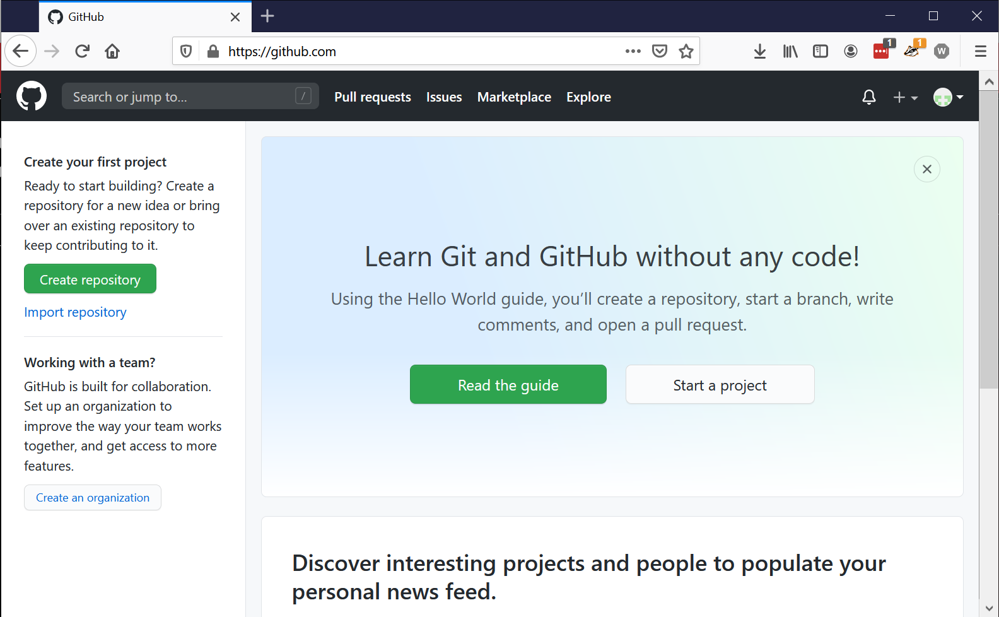 GitHub
https://github.com
1
1
W
Search or jump to...
/
Pull requests
Issues
Marketplace
Explore
Create your first project
Ready to start building? Create a
repository for a new idea or bring
over an existing repository to
keep contributing to it.
Create repository
Import repository
Working with a team?
GitHub is built for collaboration.
Set up an organization to
improve the way your team works
together, and get access to more
features.
Create an organization
Learn Git and GitHub without any code!
Using the Hello World guide, you’ll create a repository, start a branch, write
comments, and open a pull request.
Read the guide
Start a project
Discover interesting projects and people to populate your
personal news feed.